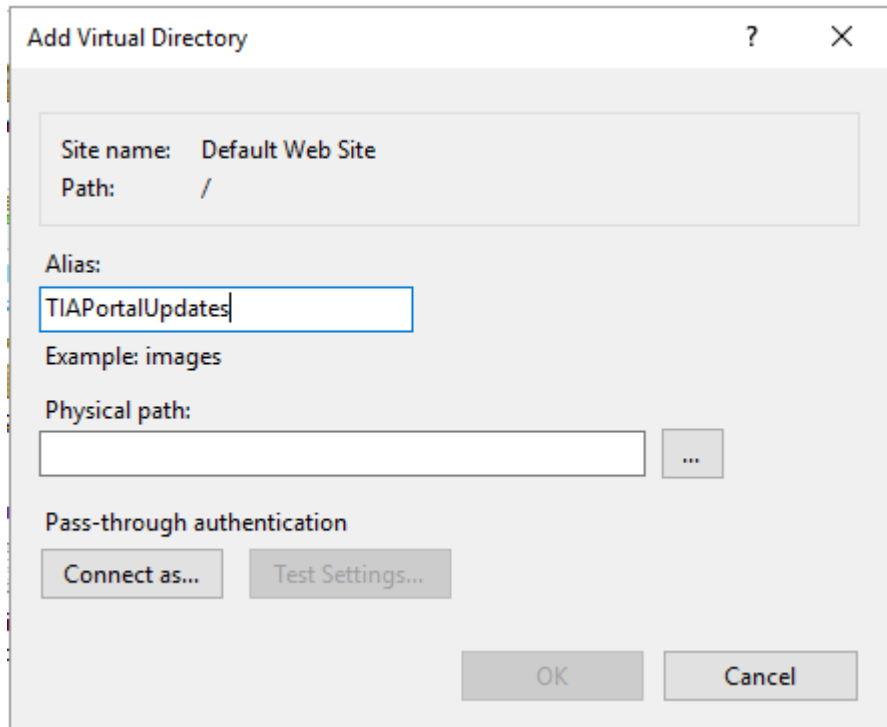 Add Virtual Directory ?
Site name: Default Web Site
Path: /
Alias:
TIAPortalUpdates
Example: images
Physical path:
...
Pass-through authentication
Connect as... Test Settings...
OK Cancel